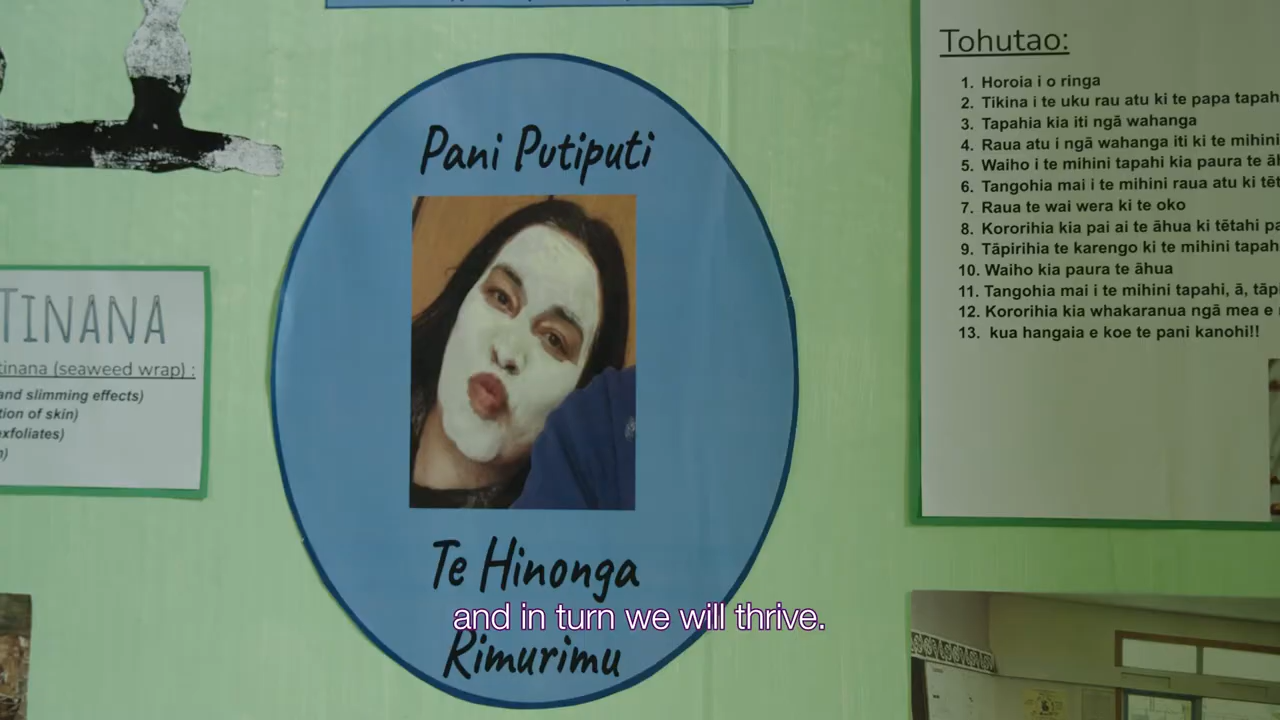 Pani Putiputi
Te Hinonga
Rimurimu
and in turn we will thrive.
TINANA
tinana (seaweed wrap) :
and slimming effects)
tion of skin)
exfoliates)
Tohutao:
1. Horoia i o ringa
2. Tikina i te uku rau atu ki te papa tapah
3. Tapahia kia iti ngā wahanga
4. Raua atu i ngā wahanga iti ki te mihini
5. Waiho i te mihini tapahi kia paura te āh
6. Tangohia mai i te mihini raua atu ki tēt
7. Raua te wai wera ki te oko
8. Kororihia kia pai ai te āhua ki tētahi pa
9. Tāpirihia te karengo ki te mihini tapah
10. Waiho kia paura te āhua
11. Tangohia mai i te mihini tapahi, ā, tāp
12. Kororihia kia whakaranua ngā mea e
13. kua hangaia e koe te pani kanohi!!